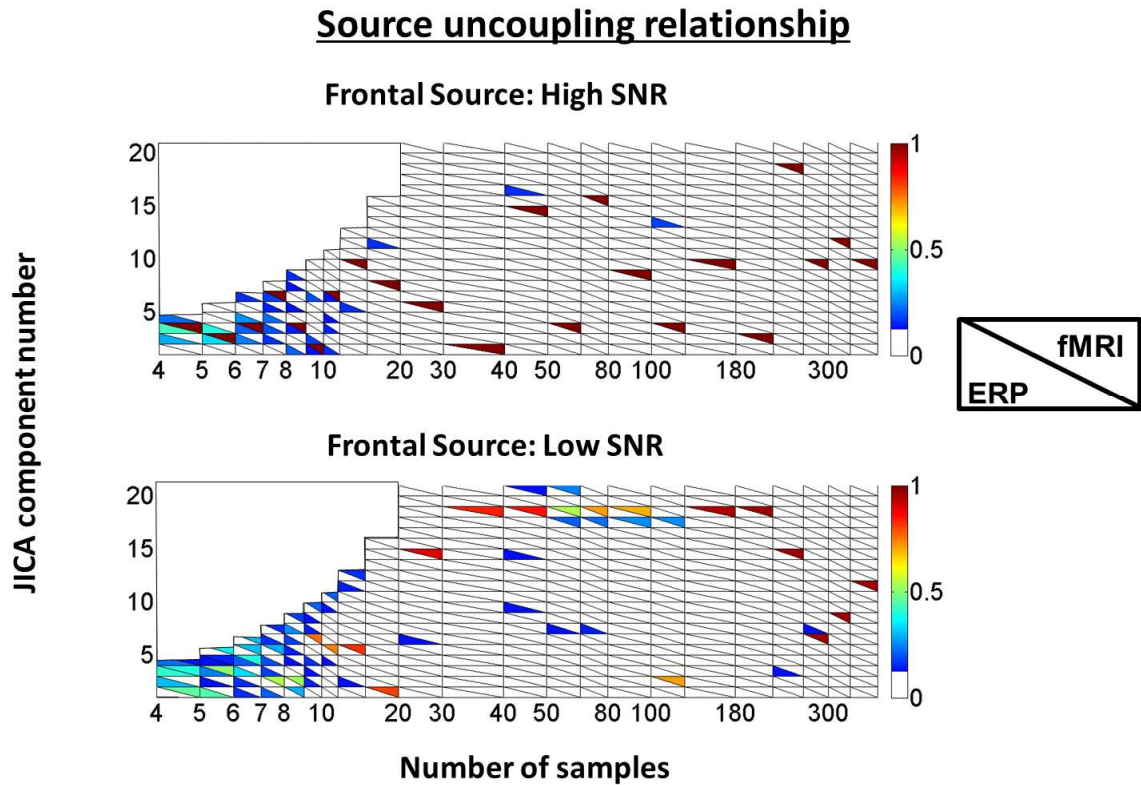 Source uncoupling relationship
Frontal Source: High SNR
20
15
10
5
4 5 6 7 8 10 20 30 40 50 80 100 180 300
1
0.5
0
JICA component number
fMRI
ERP
Frontal Source: Low SNR
20
15
10
5
4 5 6 7 8 10 20 30 40 50 80 100 180 300
1
0.5
0
Number of samples